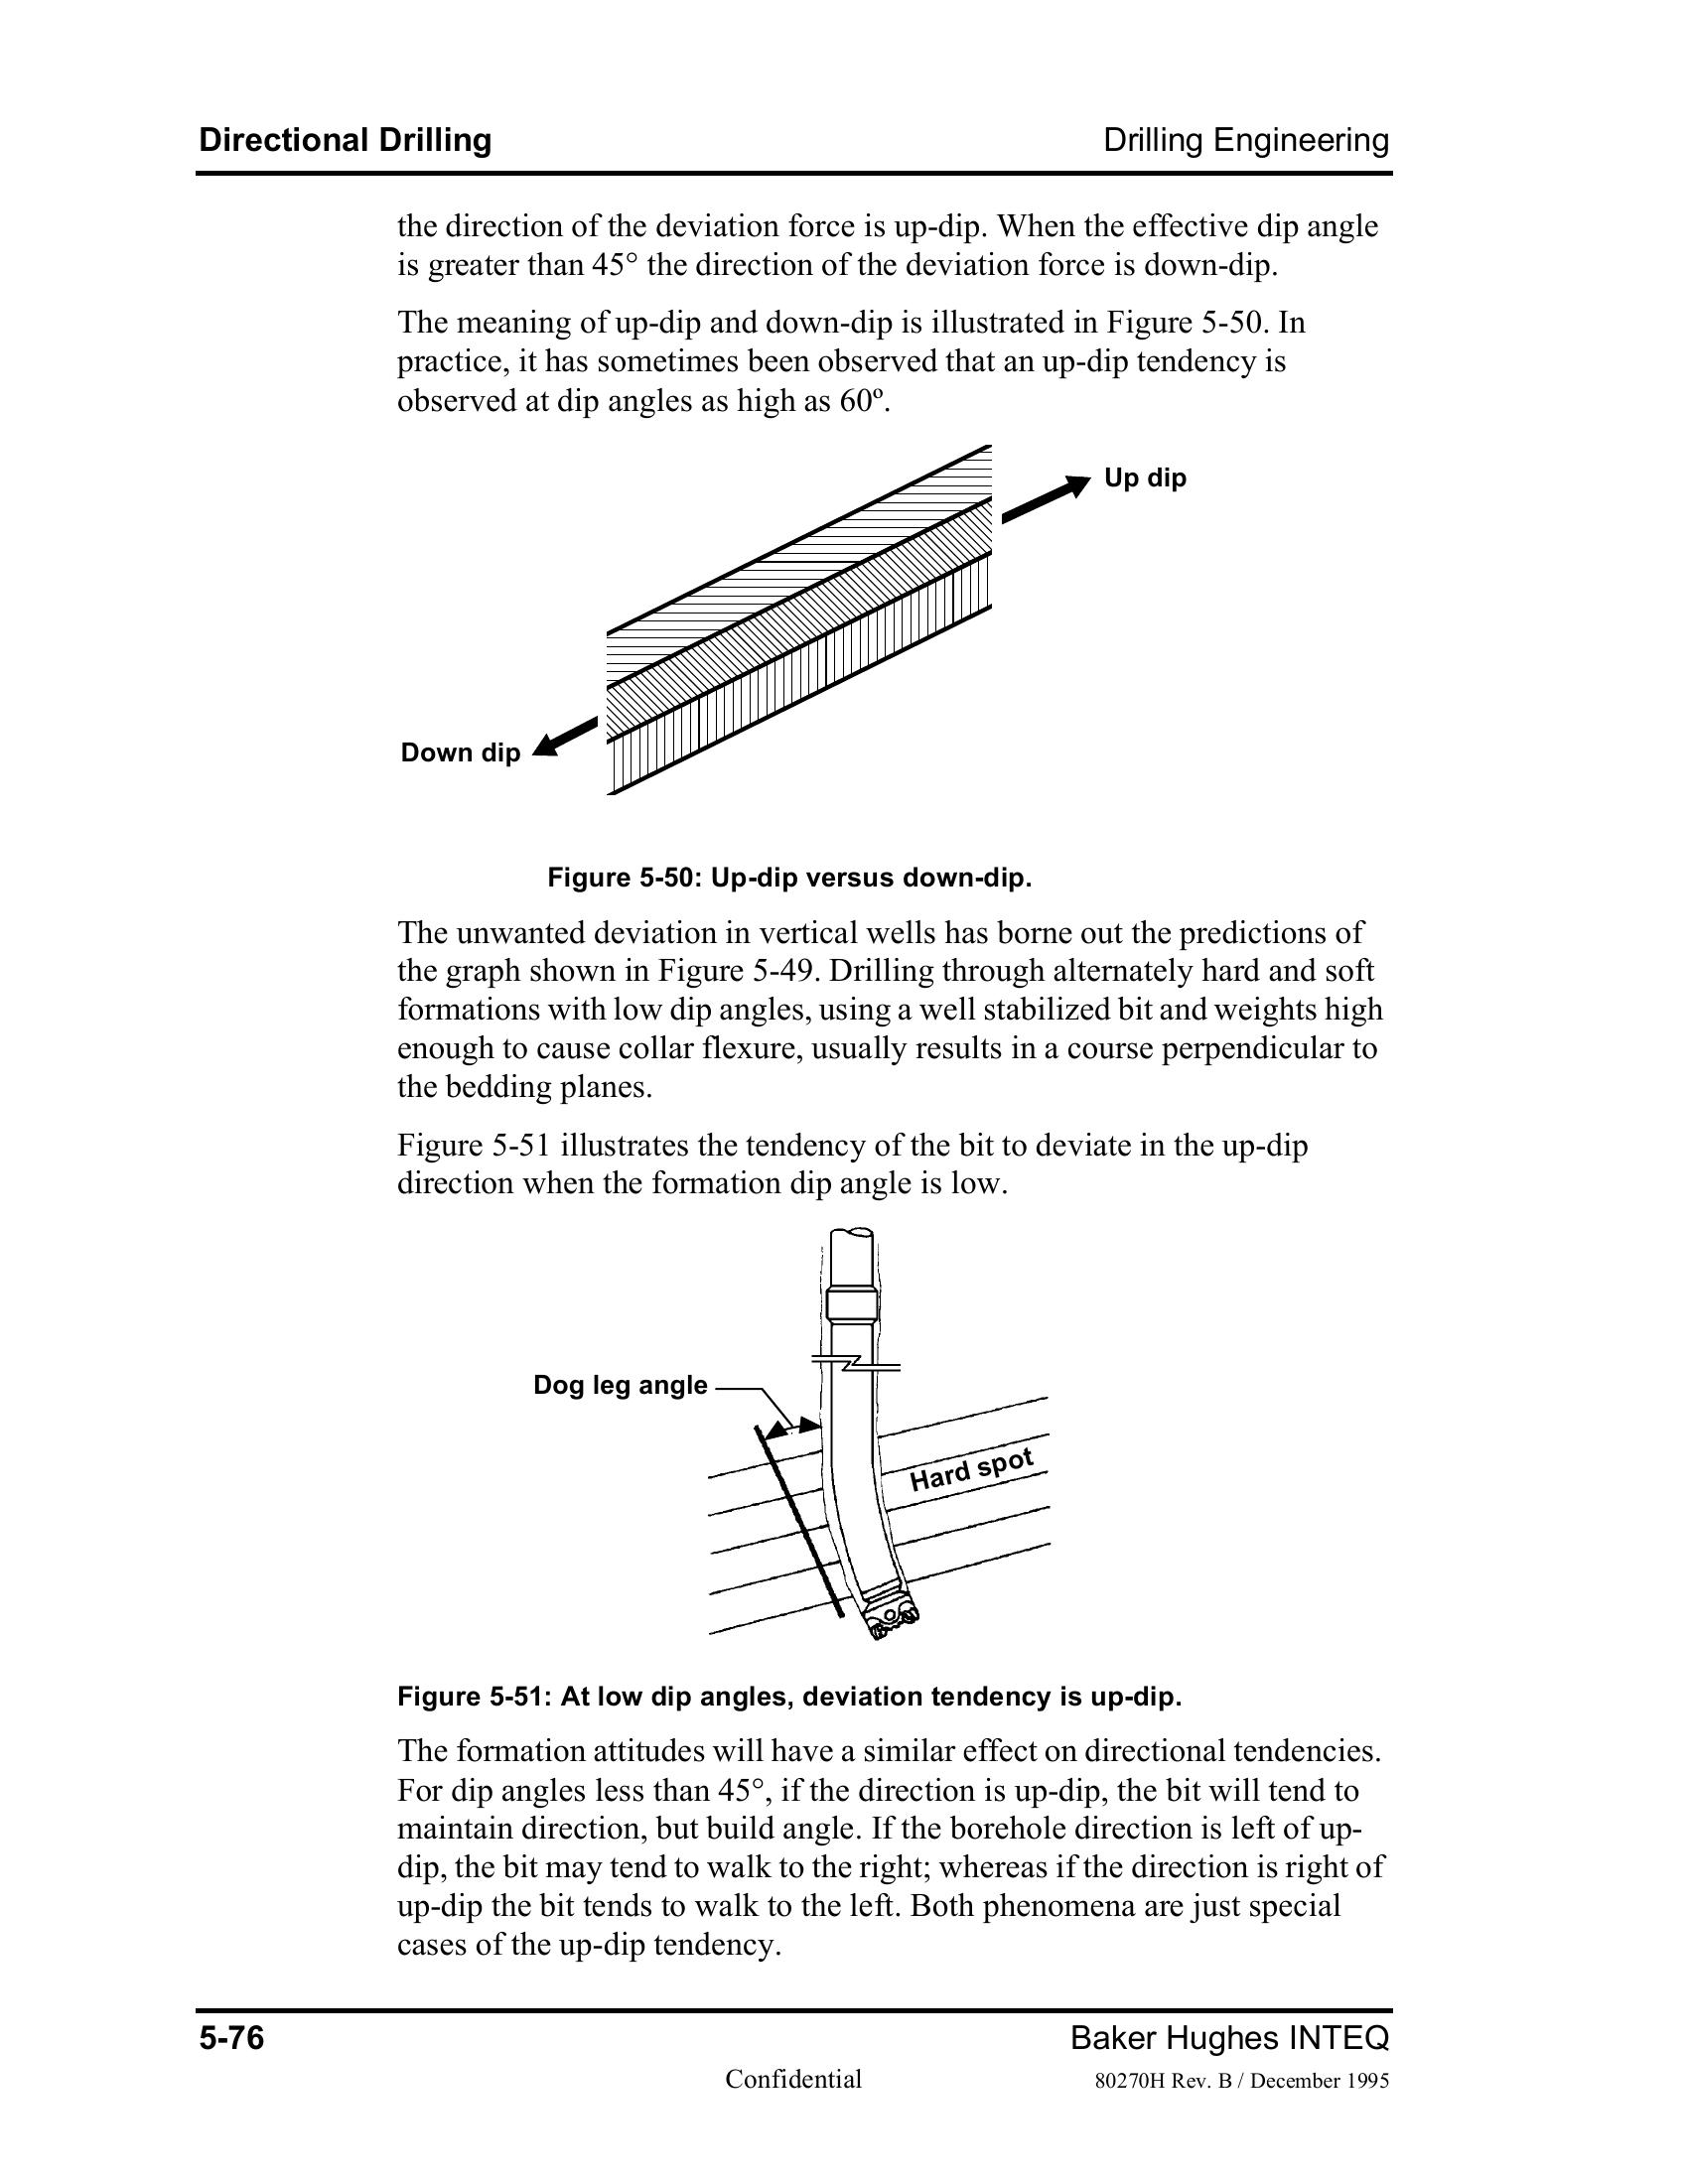 Directional Drilling
Drilling Engineering
the direction of the deviation force is up-dip. When the effective dip angle
is greater than 45° the direction of the deviation force is down-dip.
The meaning of up-dip and down-dip is illustrated in Figure 5-50. In
practice, it has sometimes been observed that an up-dip tendency is
observed at dip angles as high as 60º.
Up dip
Down dip
Figure 5-50: Up-dip versus down-dip.
The unwanted deviation in vertical wells has borne out the predictions of
the graph shown in Figure 5-49. Drilling through alternately hard and soft
formations with low dip angles, using a well stabilized bit and weights high
enough to cause collar flexure, usually results in a course perpendicular to
the bedding planes.
Figure 5-51 illustrates the tendency of the bit to deviate in the up-dip
direction when the formation dip angle is low.
Dog leg angle
Hard spot
Figure 5-51: At low dip angles, deviation tendency is up-dip.
The formation attitudes will have a similar effect on directional tendencies.
For dip angles less than 45°, if the direction is up-dip, the bit will tend to
maintain direction, but build angle. If the borehole direction is left of up-
dip, the bit may tend to walk to the right; whereas if the direction is right of
up-dip the bit tends to walk to the left. Both phenomena are just special
cases of the up-dip tendency.
5-76
Baker Hughes INTEQ
Confidential
80270H Rev. B / December 1995